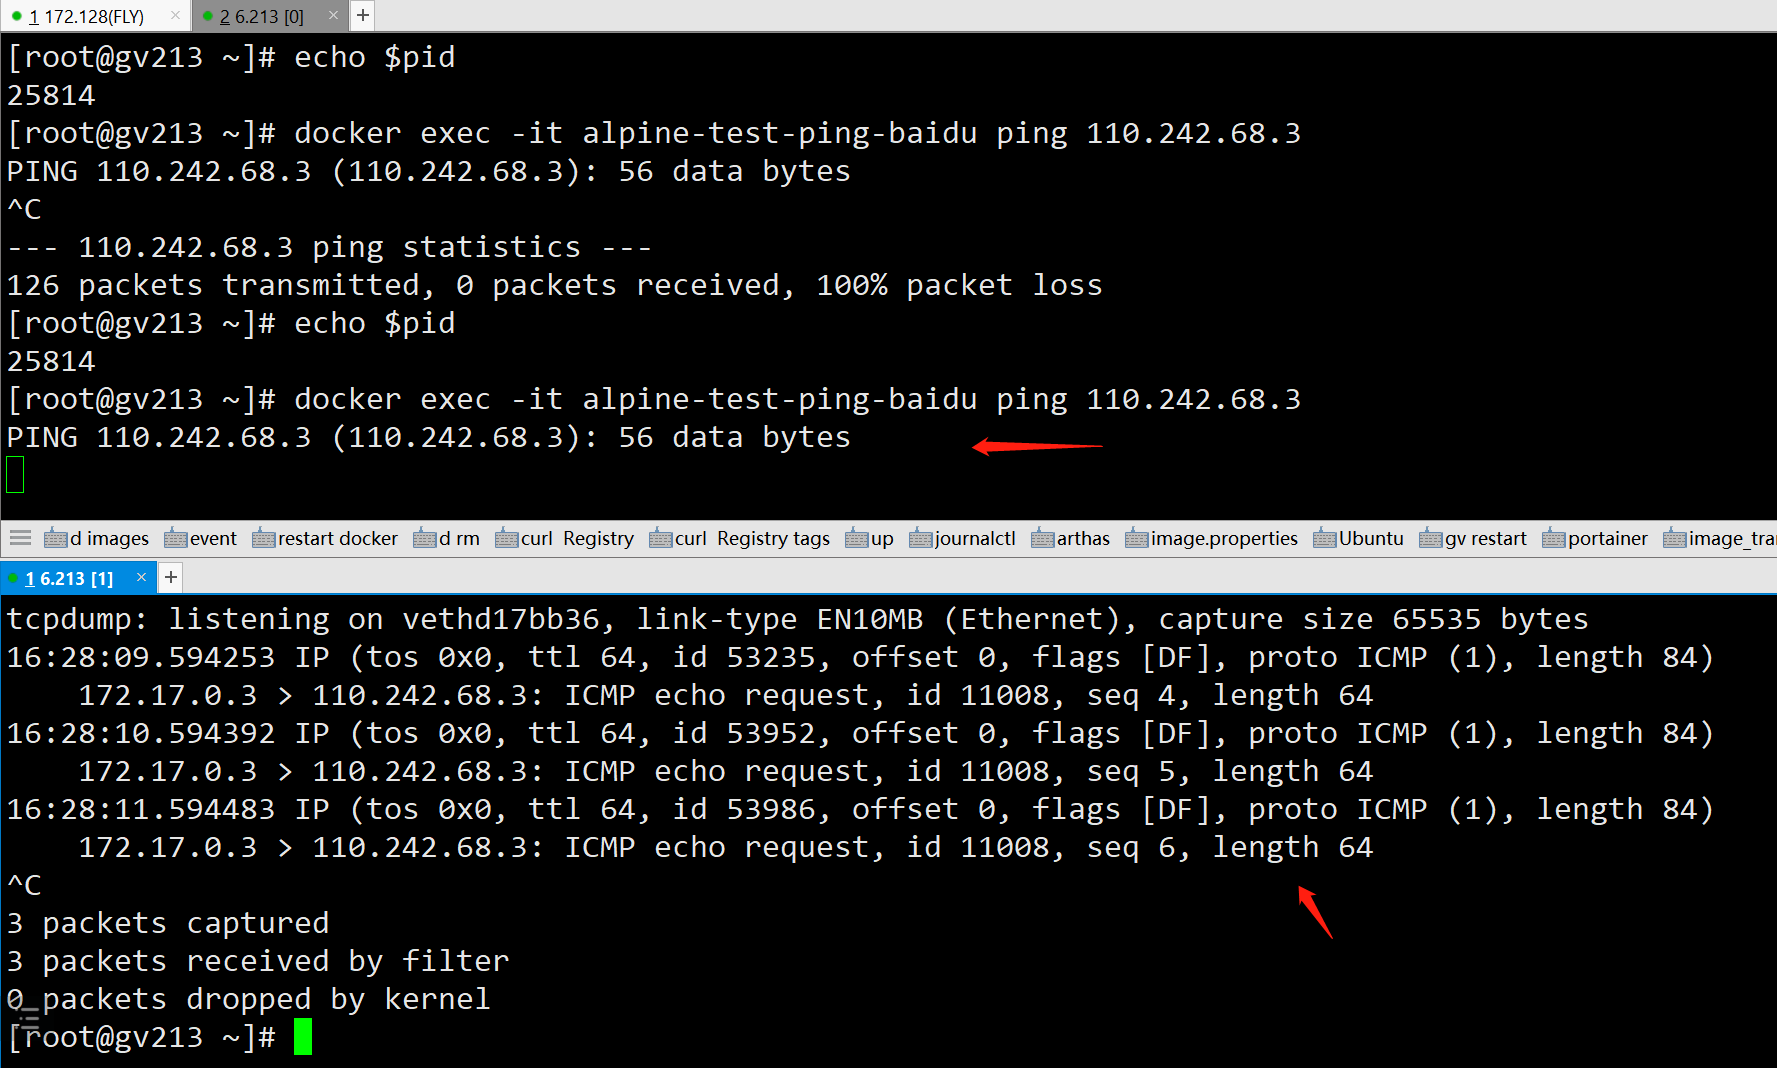 1 172.128(FLY) × 2 6.213 [0] × +
[root@gv213 ~]# echo $pid
25814
[root@gv213 ~]# docker exec -it alpine-test-ping-baidu ping 110.242.68.3
PING 110.242.68.3 (110.242.68.3): 56 data bytes
^C
--- 110.242.68.3 ping statistics ---
126 packets transmitted, 0 packets received, 100% packet loss
[root@gv213 ~]# echo $pid
25814
[root@gv213 ~]# docker exec -it alpine-test-ping-baidu ping 110.242.68.3
PING 110.242.68.3 (110.242.68.3): 56 data bytes
d images event restart docker d rm curl Registry curl Registry tags up journalctl arthas image.properties Ubuntu gv restart portainer image_tra
1 6.213 [1] × +
tcpdump: listening on vethd17bb36, link-type EN10MB (Ethernet), capture size 65535 bytes
16:28:09.594253 IP (tos 0x0, ttl 64, id 53235, offset 0, flags [DF], proto ICMP (1), length 84)
172.17.0.3 > 110.242.68.3: ICMP echo request, id 11008, seq 4, length 64
16:28:10.594392 IP (tos 0x0, ttl 64, id 53952, offset 0, flags [DF], proto ICMP (1), length 84)
172.17.0.3 > 110.242.68.3: ICMP echo request, id 11008, seq 5, length 64
16:28:11.594483 IP (tos 0x0, ttl 64, id 53986, offset 0, flags [DF], proto ICMP (1), length 84)
172.17.0.3 > 110.242.68.3: ICMP echo request, id 11008, seq 6, length 64
^C
3 packets captured
3 packets received by filter
0 packets dropped by kernel
[root@gv213 ~]#